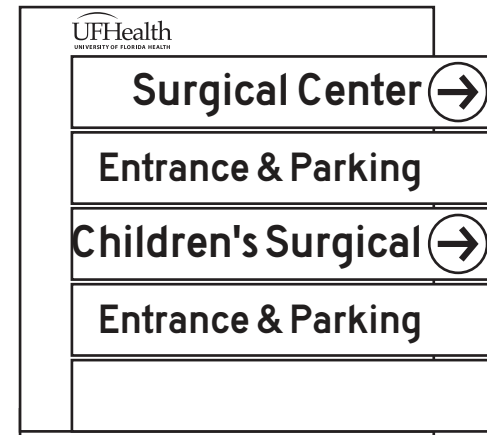 UFHealth
UNIVERSITY OF FLORIDA HEALTH
Surgical Center
Entrance & Parking
Children's Surgical
Entrance & Parking